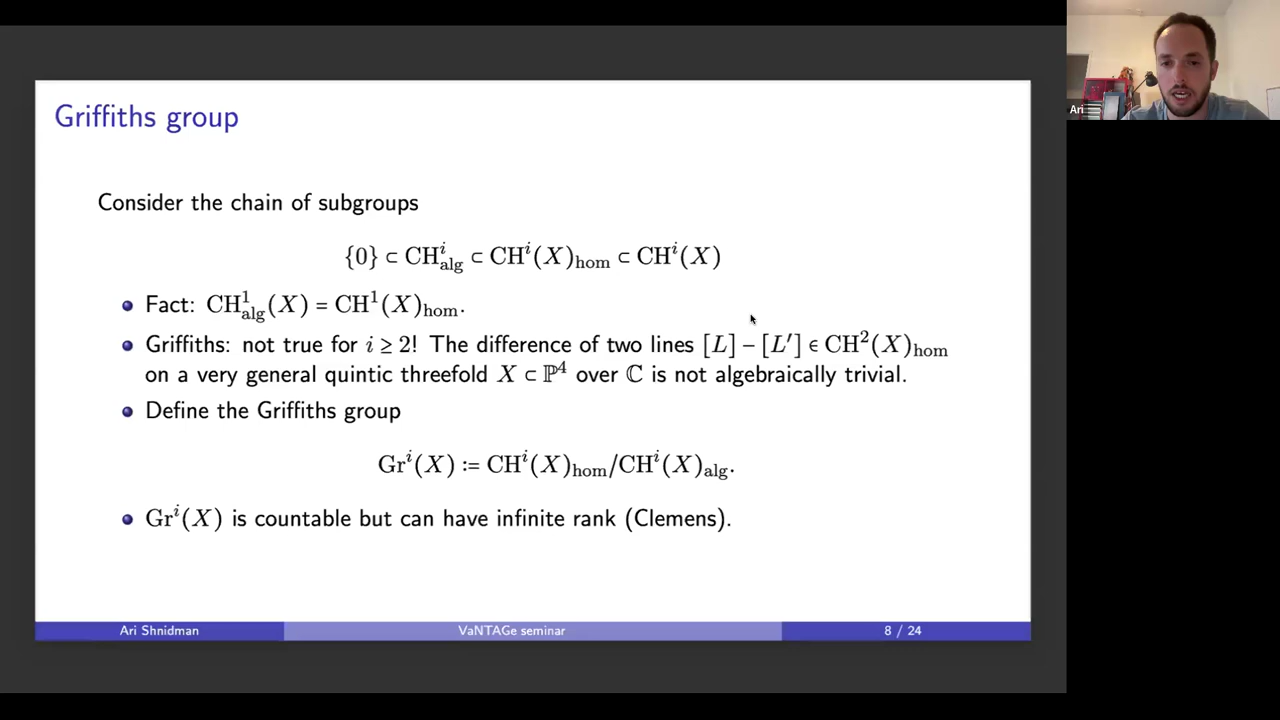 Griffiths group
Consider the chain of subgroups
{0} ⊂ CH^i_alg ⊂ CH^i(X)_hom ⊂ CH^i(X)
Fact: CH^1_alg(X) = CH^1(X)_hom.
Griffiths: not true for i ≥ 2! The difference of two lines [L] − [L′] ∈ CH^2(X)_hom
on a very general quintic threefold X ⊂ ℙ^4 over ℂ is not algebraically trivial.
Define the Griffiths group
Gr^i(X) := CH^i(X)_hom/CH^i(X)_alg.
Gr^i(X) is countable but can have infinite rank (Clemens).
Ari Shnidman VaNTAGe seminar 8 / 24
Ari